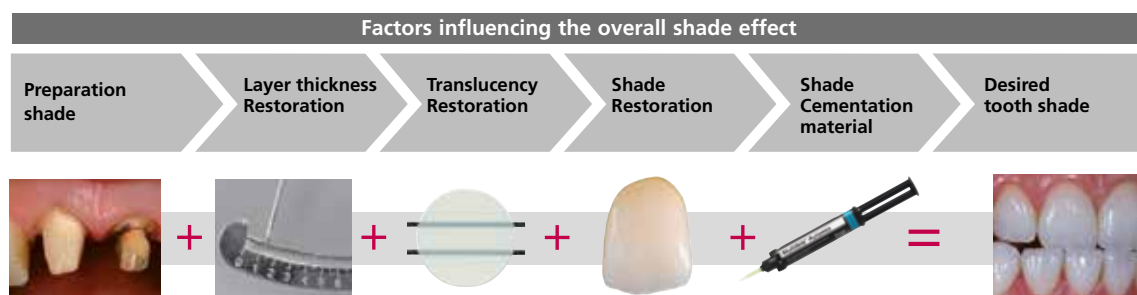 Factors influencing the overall shade effect
Preparation
shade
Layer thickness
Restoration
Translucency
Restoration
Shade
Restoration
Shade
Cementation
material
Desired
tooth shade
+
+
+
+
=